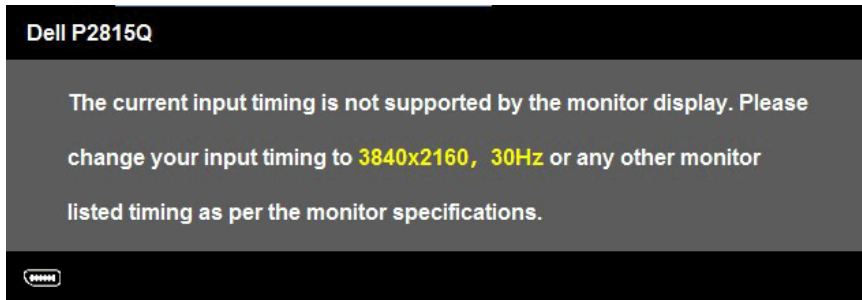 Dell P2815Q
The current input timing is not supported by the monitor display. Please
change your input timing to 3840x2160, 30Hz or any other monitor
listed timing as per the monitor specifications.